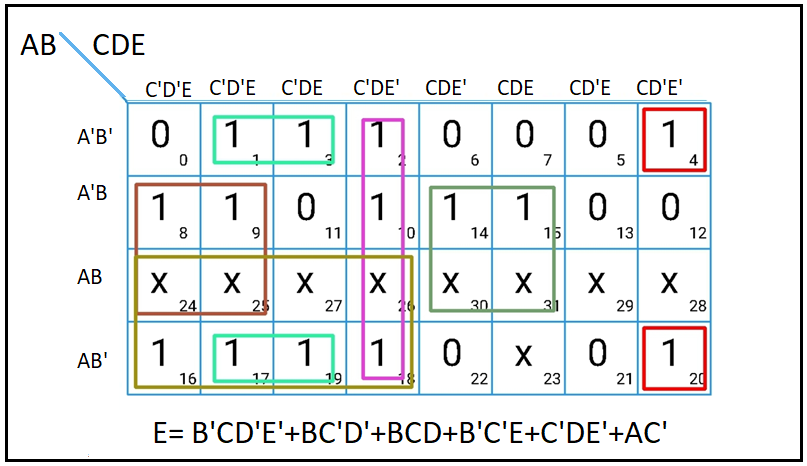 AB CDE
C'D'E C'D'E C'DE C'DE' CDE' CDE CD'E CD'E'
A'B' 0 0 1 1 1 3 1 2 0 6 0 7 0 5 1 4
A'B 1 8 1 9 0 11 1 10 1 14 1 15 0 13 0 12
AB x 24 x 25 x 27 x 26 x 30 x 31 x 29 x 28
AB' 1 16 1 17 1 19 1 18 0 22 x 23 0 21 1 20
E= B'CD'E'+BC'D'+BCD+B'C'E+C'DE'+AC'